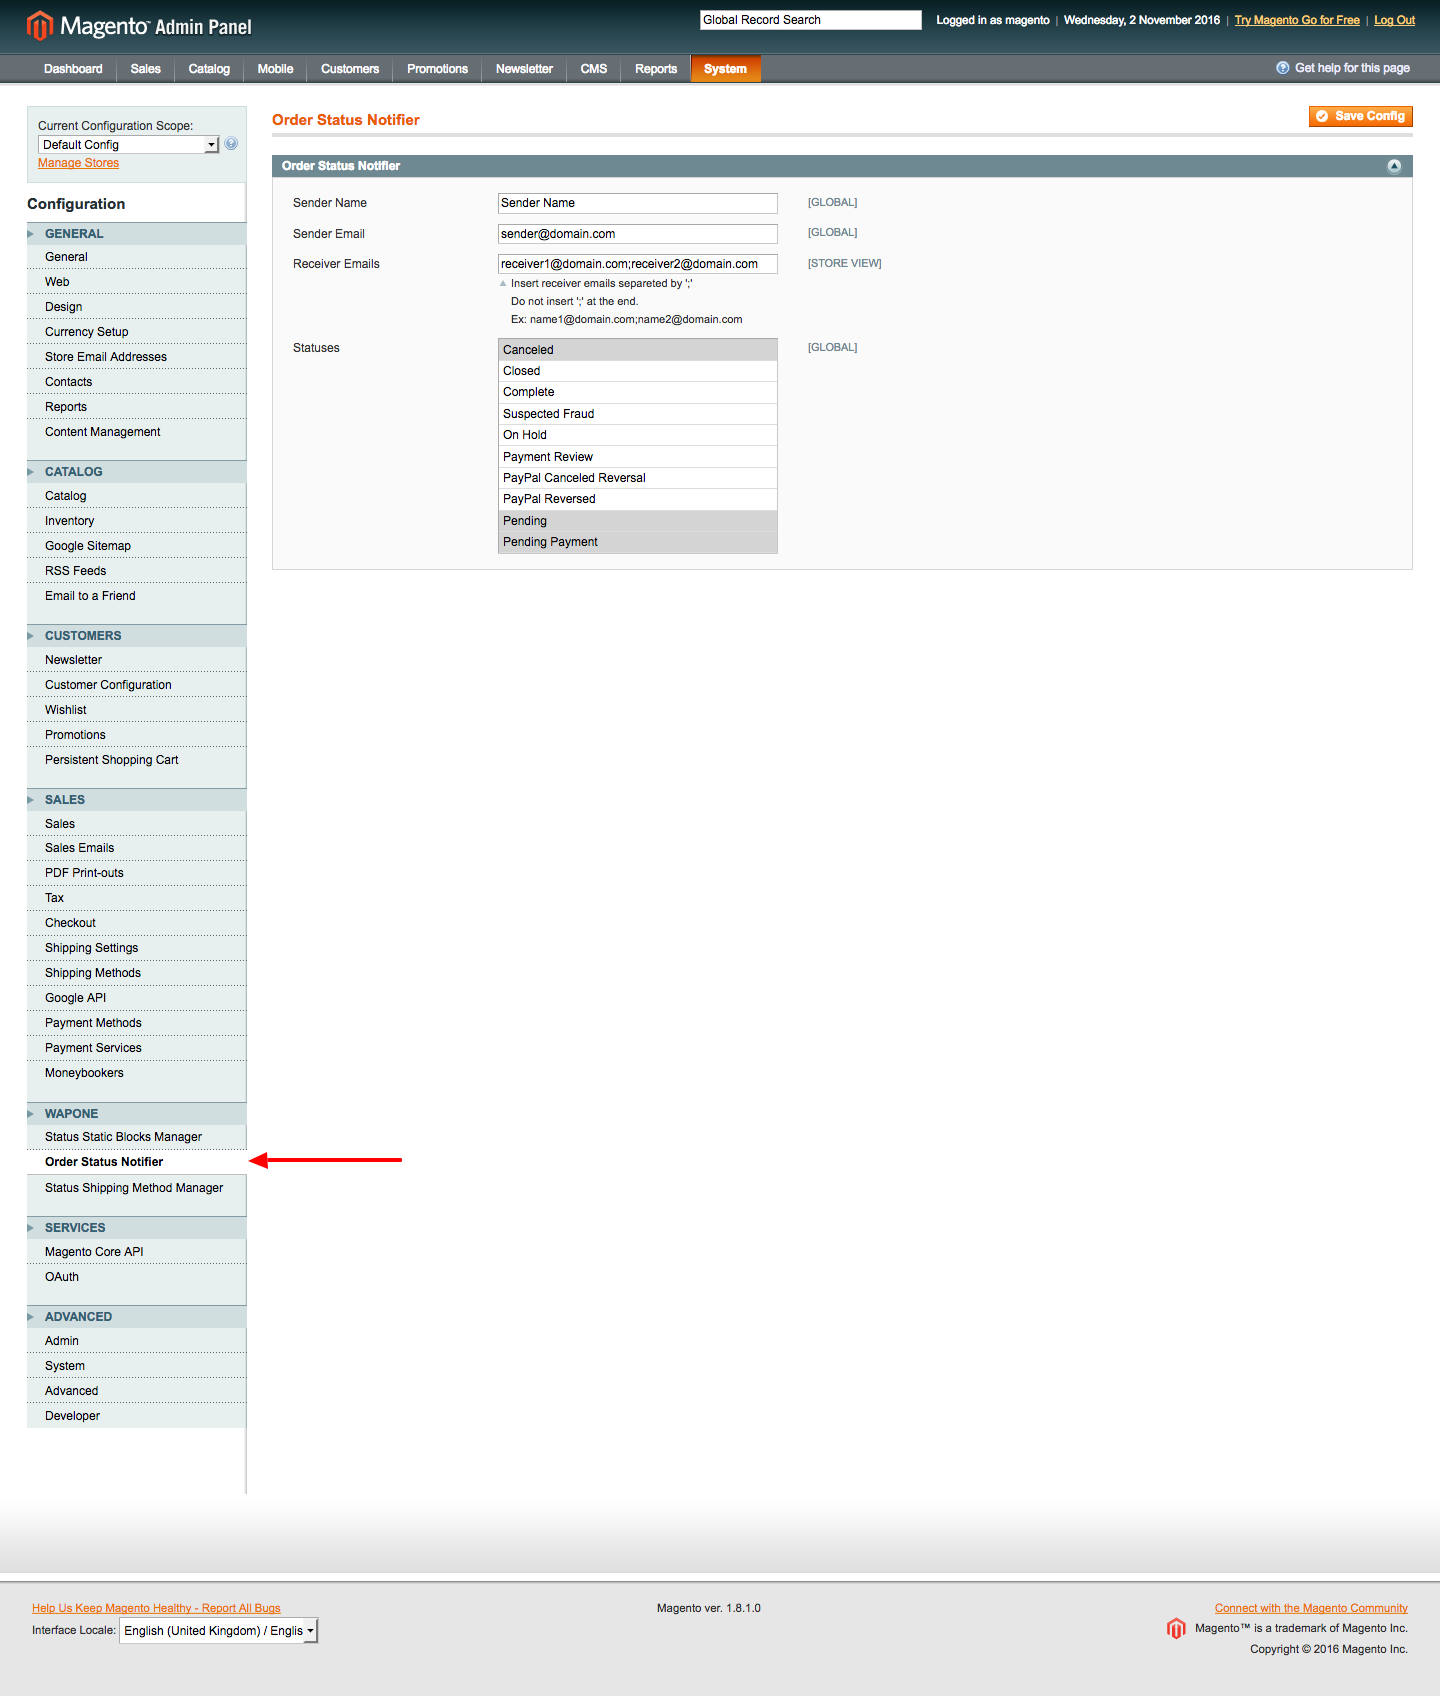 Magento™ Admin Panel
Global Record Search
Logged in as magento | Wednesday, 2 November 2016 | Try Magento Go for Free | Log Out
Dashboard Sales Catalog Mobile Customers Promotions Newsletter CMS Reports System
Get help for this page
Current Configuration Scope:
Default Config
Manage Stores
Configuration
GENERAL
General
Web
Design
Currency Setup
Store Email Addresses
Contacts
Reports
Content Management
CATALOG
Catalog
Inventory
Google Sitemap
RSS Feeds
Email to a Friend
CUSTOMERS
Newsletter
Customer Configuration
Wishlist
Promotions
Persistent Shopping Cart
SALES
Sales
Sales Emails
PDF Print-outs
Tax
Checkout
Shipping Settings
Shipping Methods
Google API
Payment Methods
Payment Services
Moneybookers
WAPONE
Status Static Blocks Manager
Order Status Notifier
Status Shipping Method Manager
SERVICES
Magento Core API
OAuth
ADVANCED
Admin
System
Advanced
Developer
Order Status Notifier
Save Config
Order Status Notifier
Sender Name Sender Name [GLOBAL]
Sender Email sender@domain.com [GLOBAL]
Receiver Emails receiver1@domain.com;receiver2@domain.com [STORE VIEW]
Insert receiver emails separeted by ';'
Do not insert ';' at the end.
Ex: name1@domain.com;name2@domain.com
Statuses [GLOBAL]
Canceled
Closed
Complete
Suspected Fraud
On Hold
Payment Review
PayPal Canceled Reversal
PayPal Reversed
Pending
Pending Payment
Help Us Keep Magento Healthy - Report All Bugs
Interface Locale: English (United Kingdom) / Englis
Magento ver. 1.8.1.0
Connect with the Magento Community
Magento™ is a trademark of Magento Inc.
Copyright © 2016 Magento Inc.